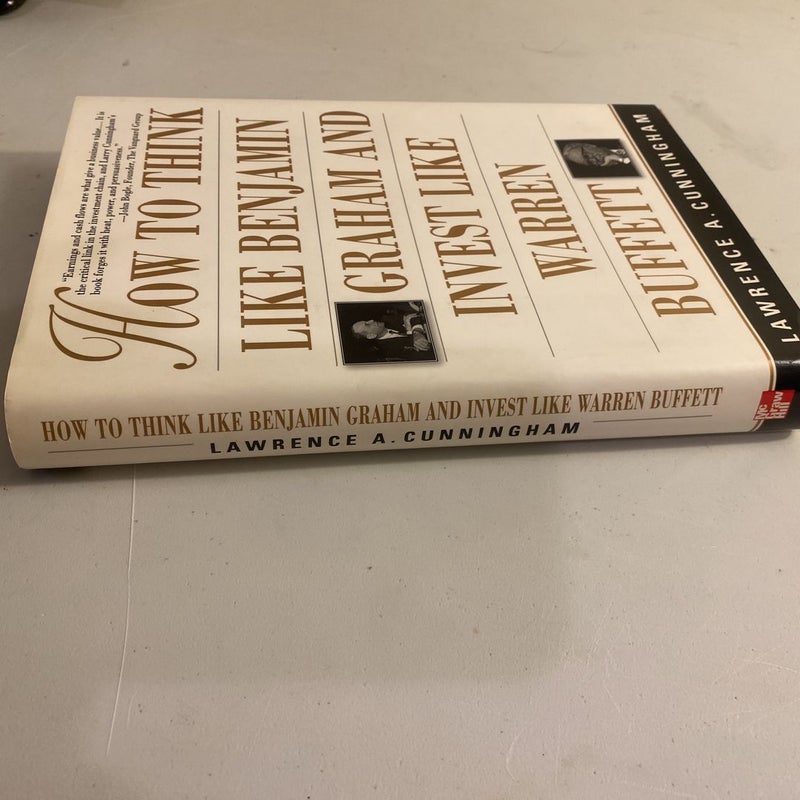 “Earnings and cash flows are what give a business value.... It is
the critical link in the investment chain, and Larry Cunningham's
book forges it with heat, power, and persuasiveness.”
—John Bogle, Founder, The Vanguard Group
HOW TO THINK
LIKE BENJAMIN
GRAHAM AND
INVEST LIKE
WARREN
BUFFETT
LAWRENCE A. CUNNINGHAM
HOW TO THINK LIKE BENJAMIN GRAHAM AND INVEST LIKE WARREN BUFFETT
LAWRENCE A. CUNNINGHAM
Mc
Graw
Hill